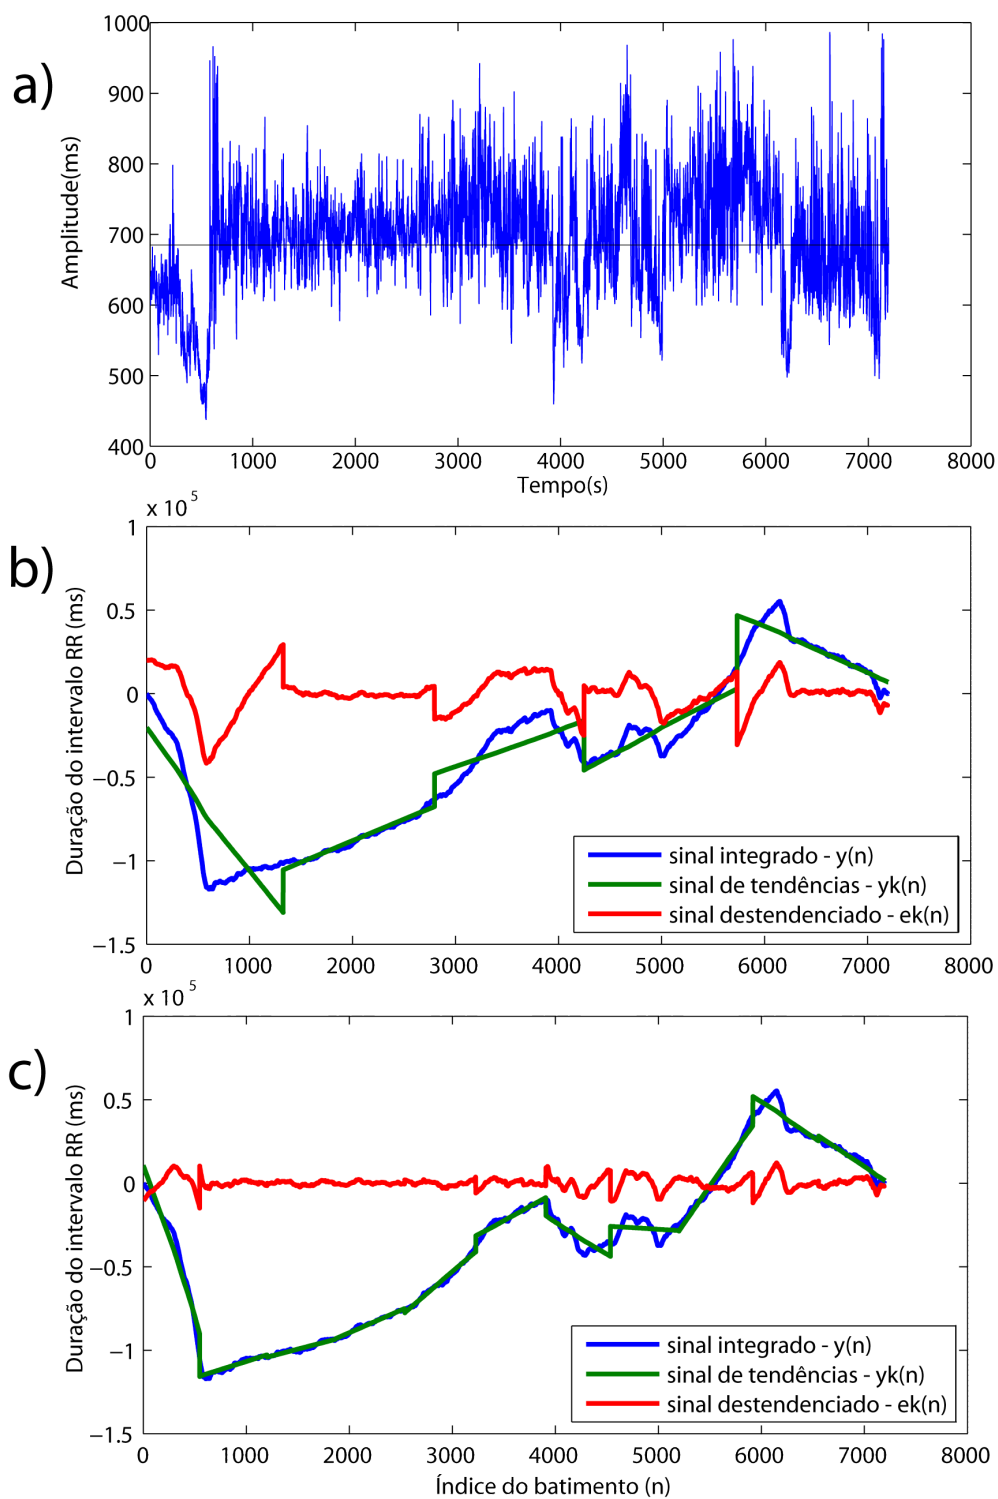 a)
Amplitude(ms)
1000
900
800
700
600
500
400
0 1000 2000 3000 4000 5000 6000 7000 8000
Tempo(s)
b)
x 10 5
Duração do intervalo RR (ms)
1
0.5
0
−0.5
−1
−1.5
sinal integrado - y(n)
sinal de tendências - yk(n)
sinal destendenciado - ek(n)
0 1000 2000 3000 4000 5000 6000 7000 8000
c)
x 10 5
Duração do intervalo RR (ms)
1
0.5
0
−0.5
−1
−1.5
sinal integrado - y(n)
sinal de tendências - yk(n)
sinal destendenciado - ek(n)
0 1000 2000 3000 4000 5000 6000 7000 8000
Índice do batimento (n)